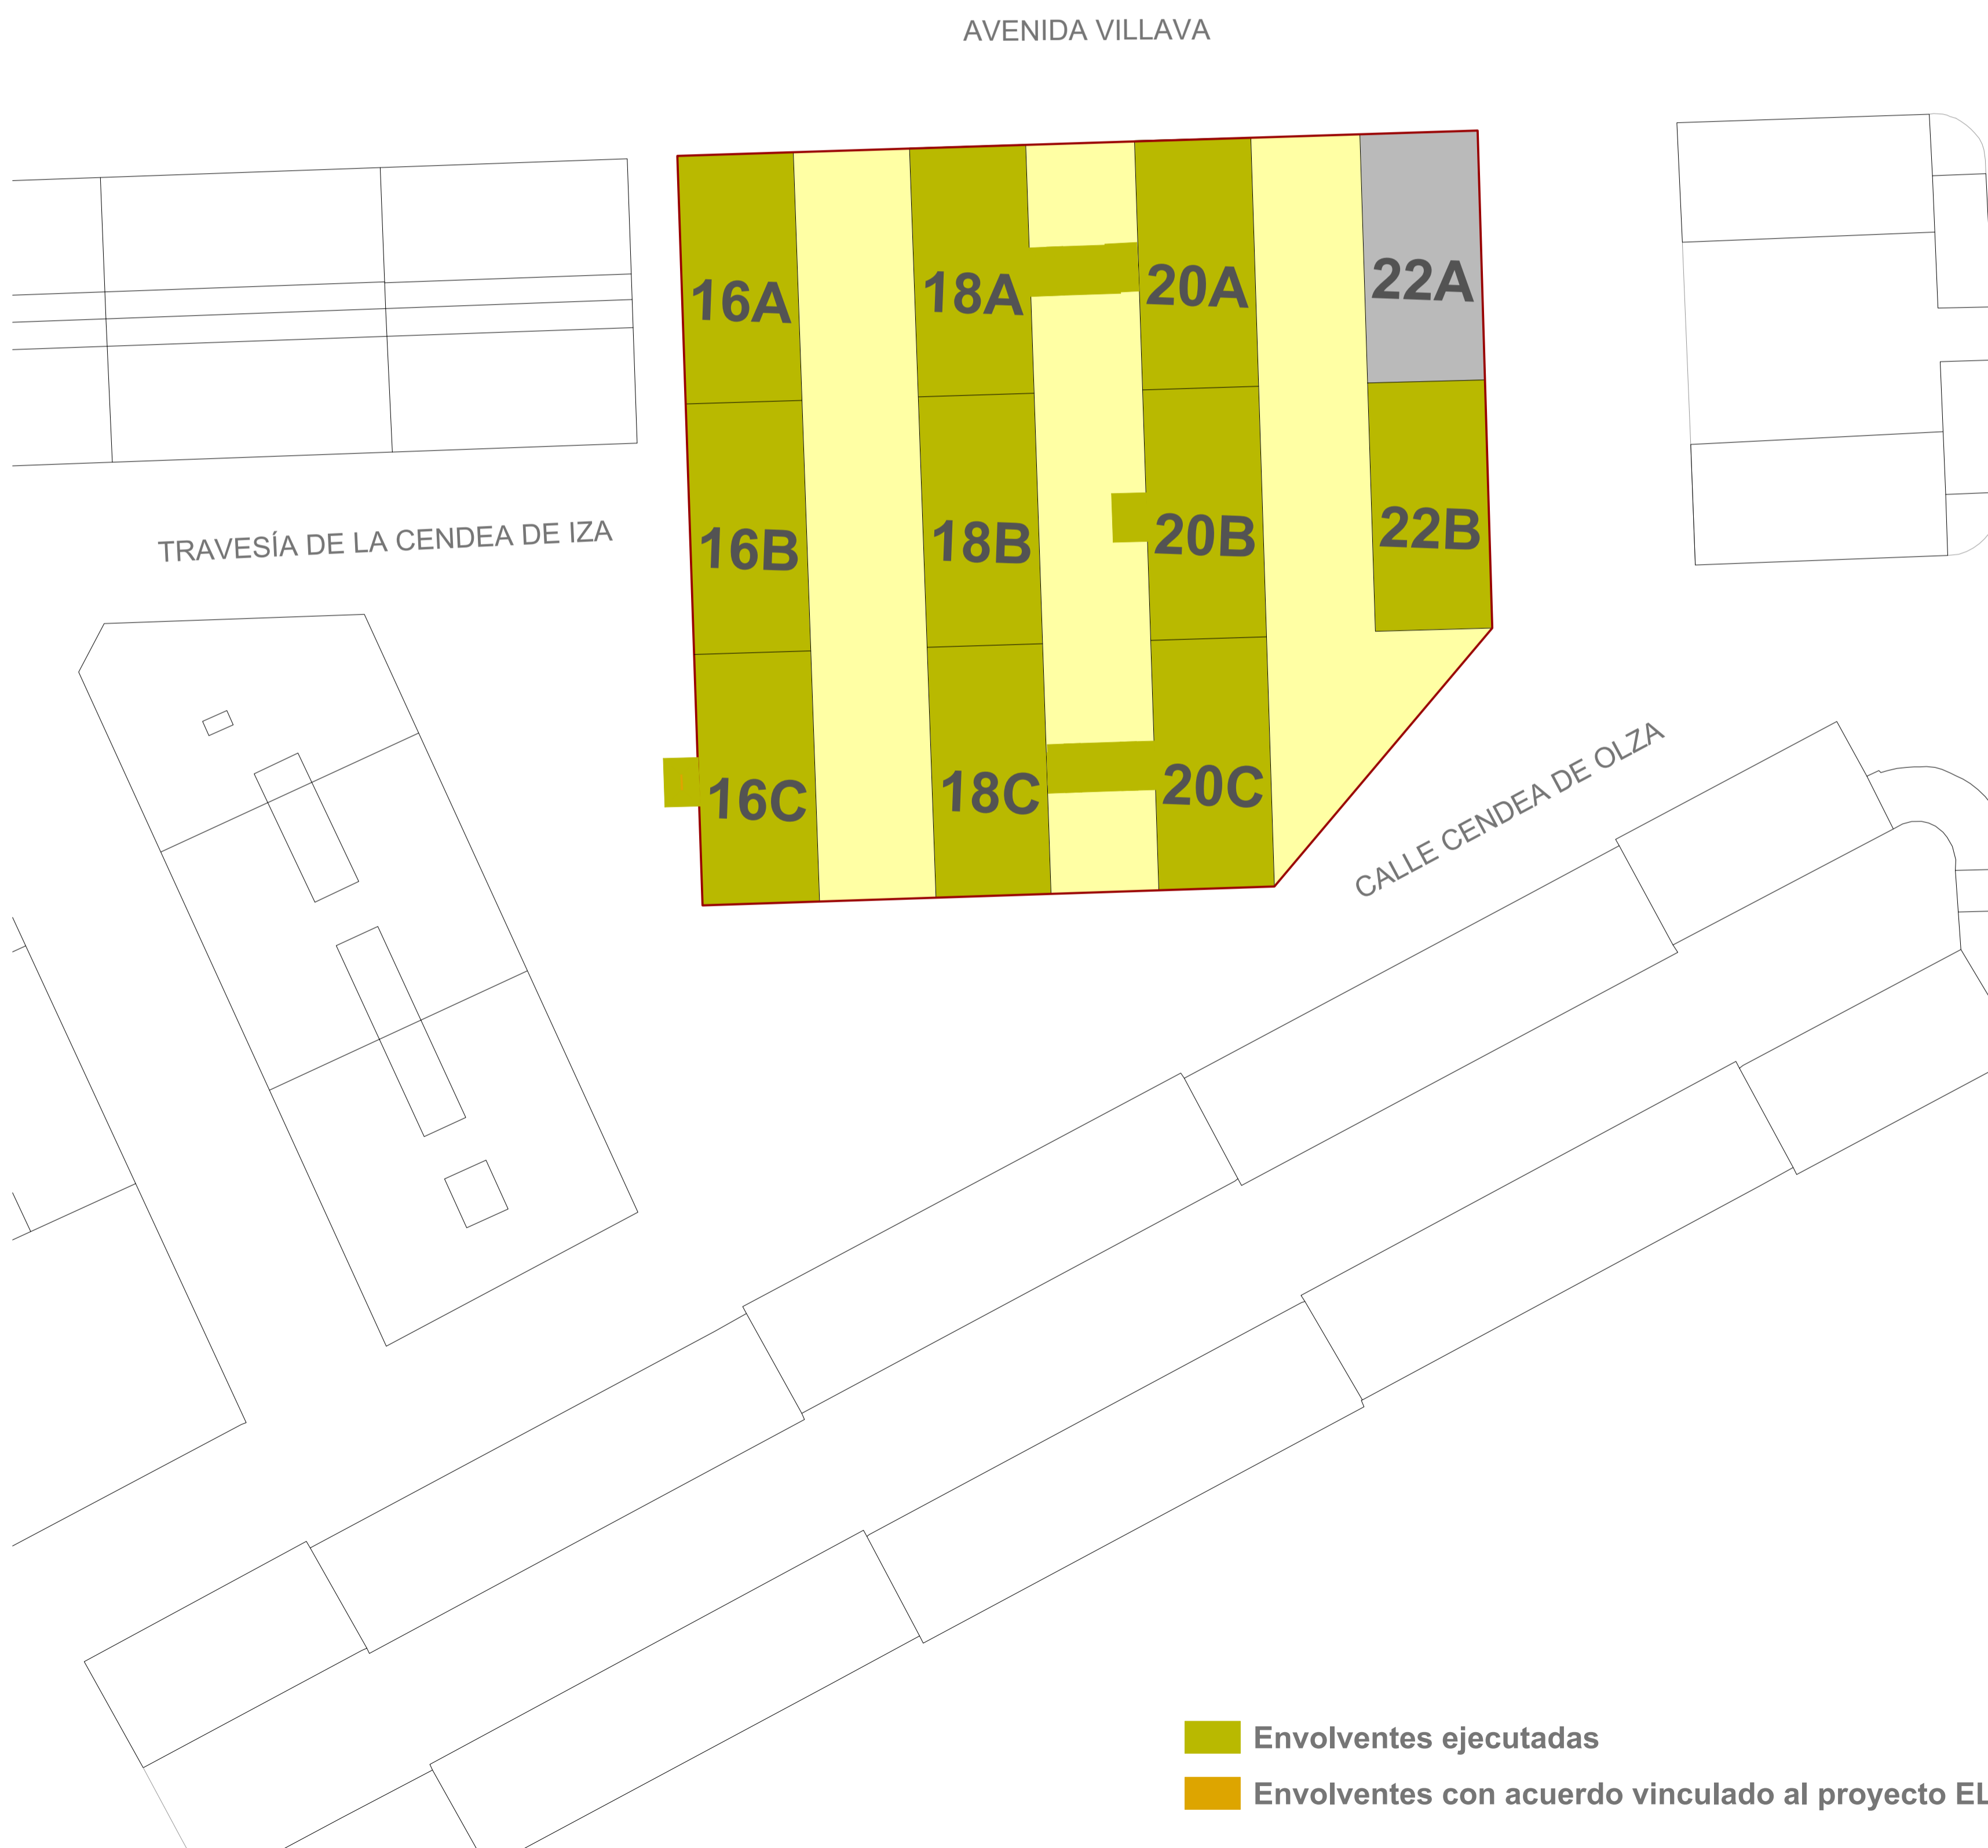 AVENIDA VILLAVA
16A
18A
20A
22A
16B
18B
20B
22B
TRAVESÍA DE LA CENDEA DE IZA
16C
18C
20C
CALLE CENDEA DE OLZA
Envolventes ejecutadas
Envolventes con acuerdo vinculado al proyecto EL